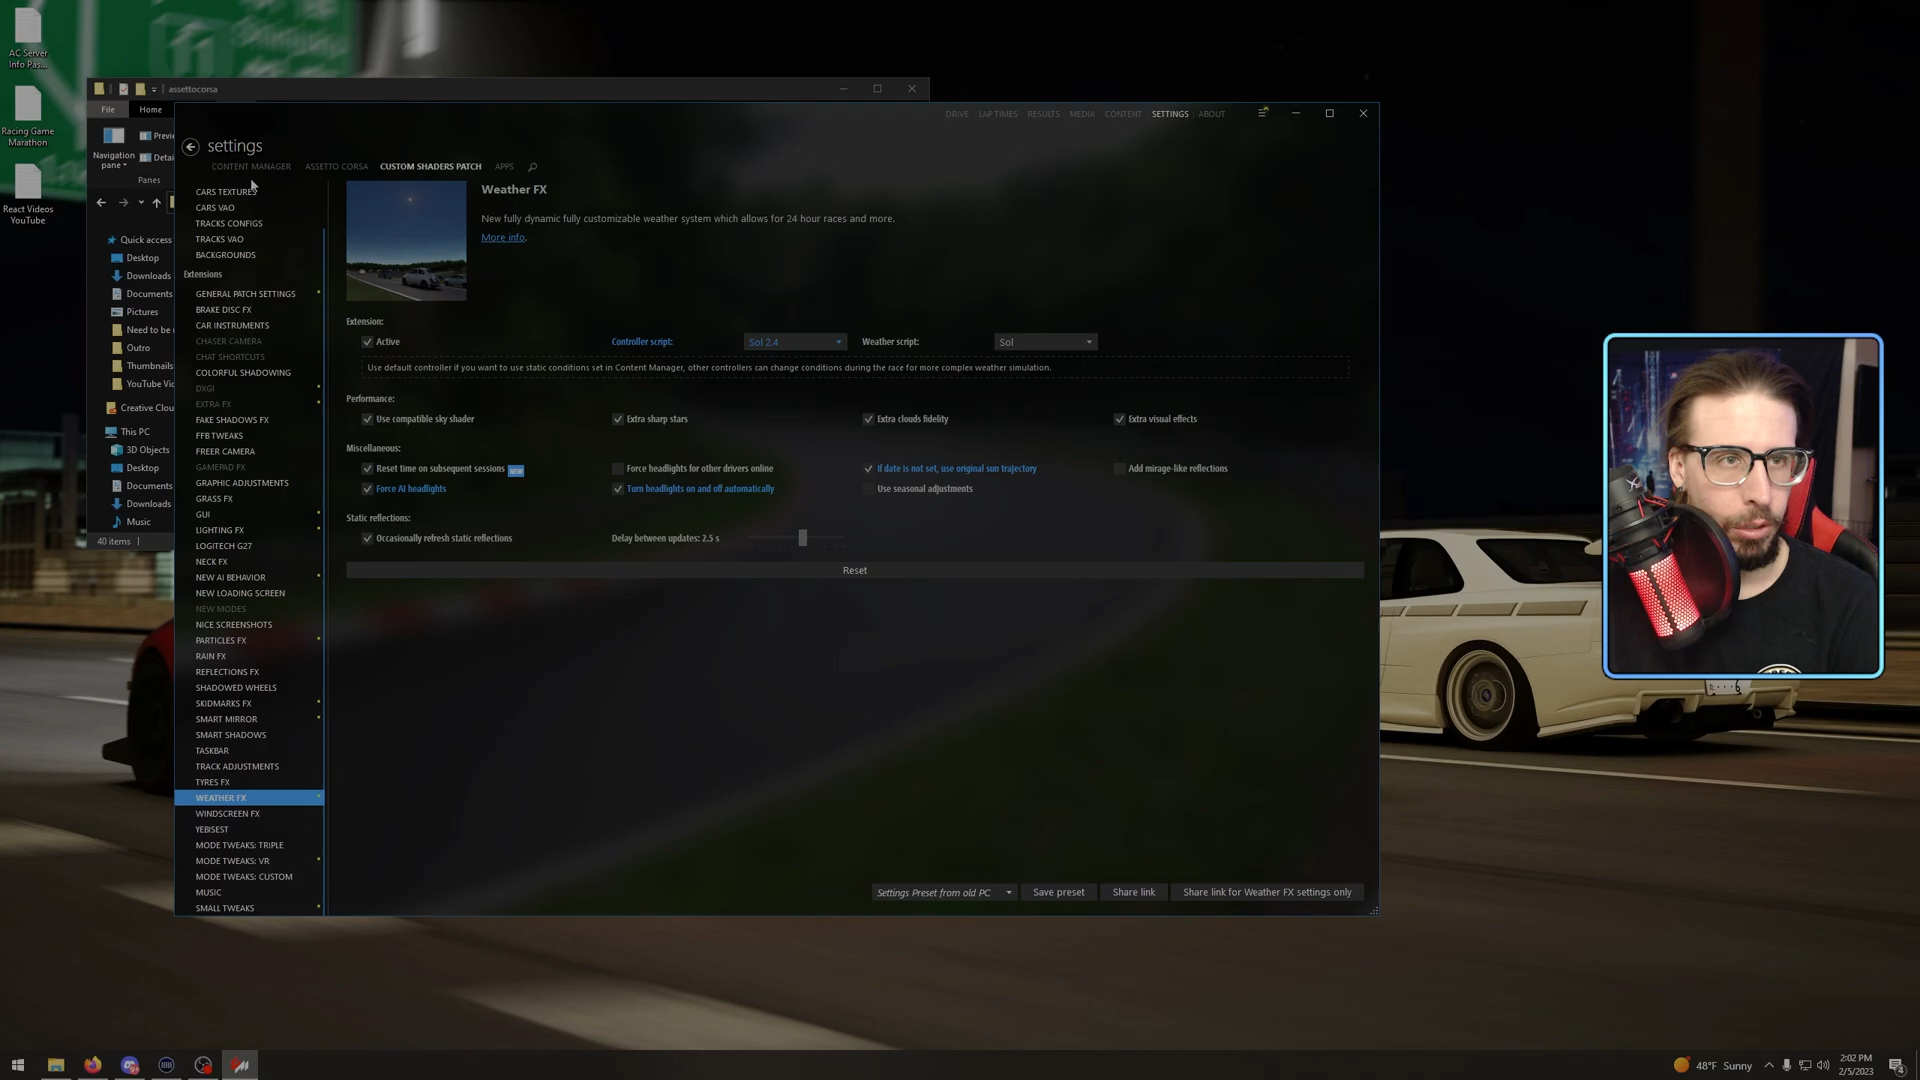 AC Server
Info Pas...
Racing Game
Marathon
React Videos
YouTube
assettocorsa
File
Home
Navigation
pane
Previ
Detai
Panes
Quick access
Desktop
Downloads
Documents
Pictures
Need to be u
Outro
Thumbnails
YouTube Vid
Creative Clou
This PC
3D Objects
Desktop
Documents
Downloads
Music
40 items
DRIVE LAP TIMES RESULTS MEDIA CONTENT SETTINGS ABOUT
settings
CONTENT MANAGER ASSETTO CORSA CUSTOM SHADERS PATCH APPS
CARS TEXTURES
CARS VAO
TRACKS CONFIGS
TRACKS VAO
BACKGROUNDS
Extensions
GENERAL PATCH SETTINGS
BRAKE DISC FX
CAR INSTRUMENTS
CHASER CAMERA
CHAT SHORTCUTS
COLORFUL SHADOWING
DXGI
EXTRA FX
FAKE SHADOWS FX
FFB TWEAKS
FREER CAMERA
GAMEPAD FX
GRAPHIC ADJUSTMENTS
GRASS FX
GUI
LIGHTING FX
LOGITECH G27
NECK FX
NEW AI BEHAVIOR
NEW LOADING SCREEN
NEW MODES
NICE SCREENSHOTS
PARTICLES FX
RAIN FX
REFLECTIONS FX
SHADOWED WHEELS
SKIDMARKS FX
SMART MIRROR
SMART SHADOWS
TASKBAR
TRACK ADJUSTMENTS
TYRES FX
WEATHER FX
WINDSCREEN FX
YEBISEST
MODE TWEAKS: TRIPLE
MODE TWEAKS: VR
MODE TWEAKS: CUSTOM
MUSIC
SMALL TWEAKS
Weather FX
New fully dynamic fully customizable weather system which allows for 24 hour races and more.
More info.
Extension:
Active Controller script: Sol 2.4 Weather script: Sol
Use default controller if you want to use static conditions set in Content Manager, other controllers can change conditions during the race for more complex weather simulation.
Performance:
Use compatible sky shader Extra sharp stars Extra clouds fidelity Extra visual effects
Miscellaneous:
Reset time on subsequent sessions NEW Force headlights for other drivers online If date is not set, use original sun trajectory Add mirage-like reflections
Force AI headlights Turn headlights on and off automatically Use seasonal adjustments
Static reflections:
Occasionally refresh static reflections Delay between updates: 2.5 s
Reset
Settings Preset from old PC Save preset Share link Share link for Weather FX settings only
48°F Sunny
2:02 PM
2/5/2023
4